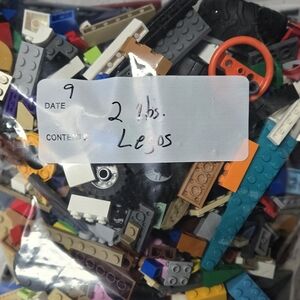 9
DATE
2 lbs.
CONTENTS
Legos